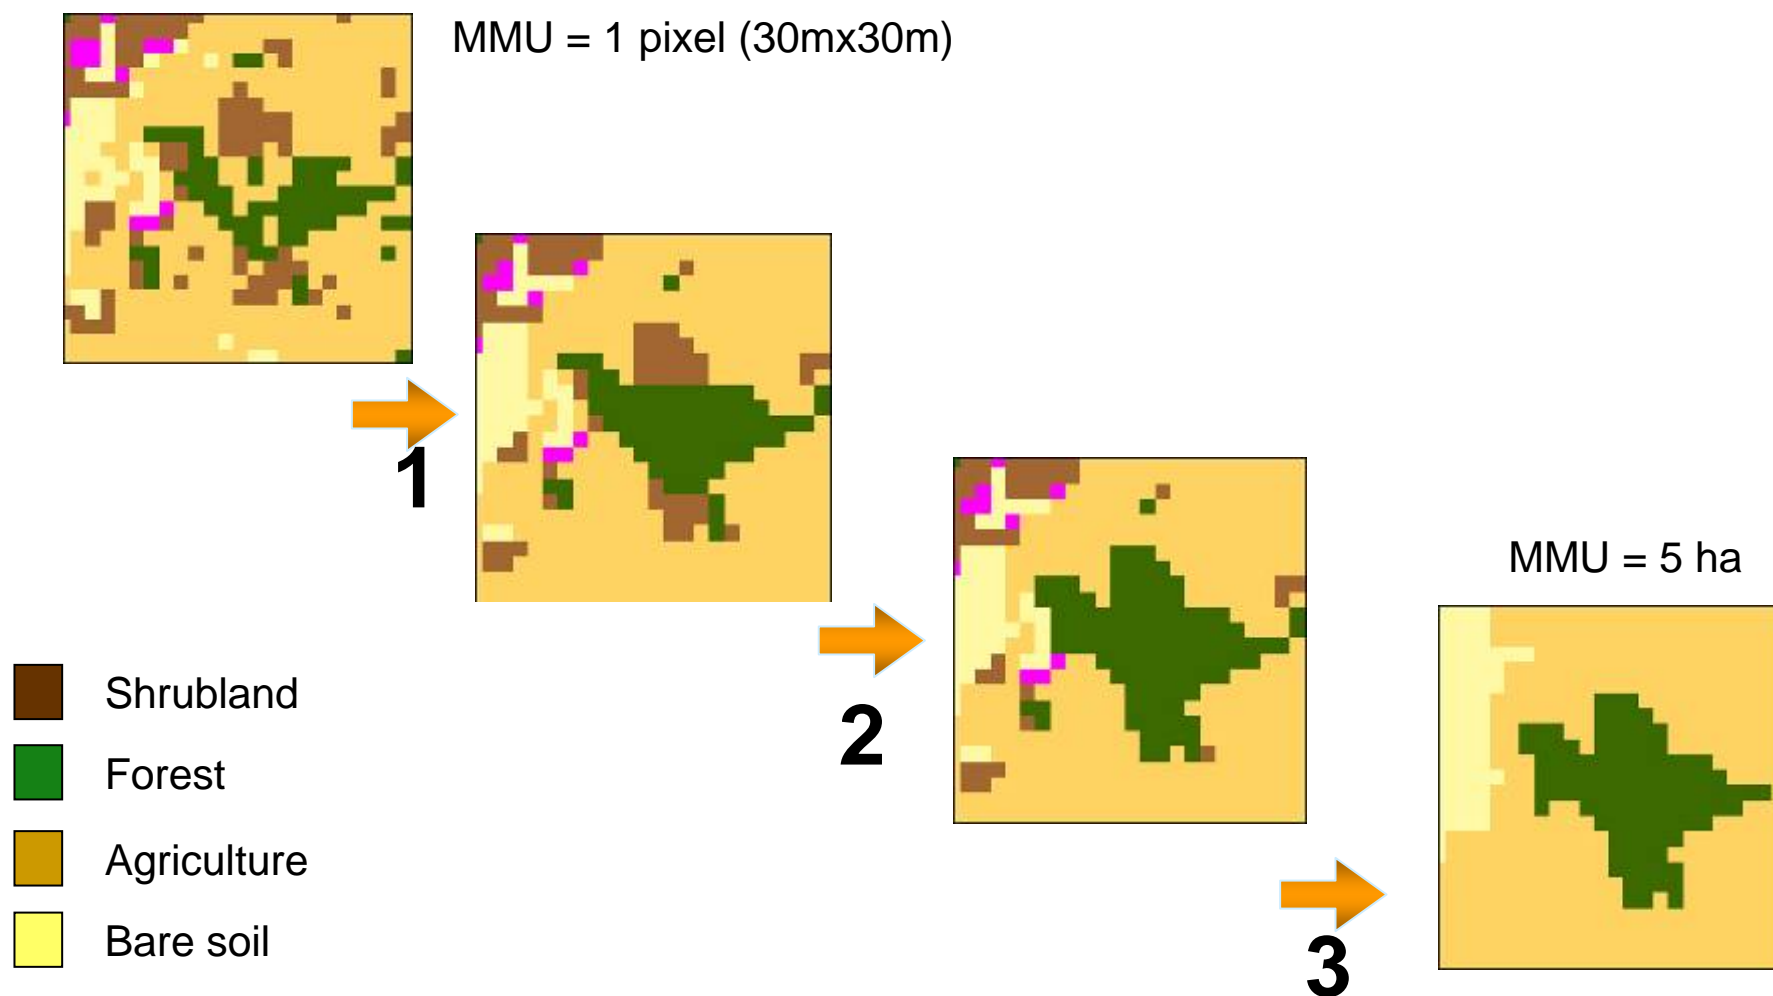 MMU = 1 pixel (30mx30m)
1
MMU = 5 ha
Shrubland
2
Forest
Agriculture
Bare soil
3